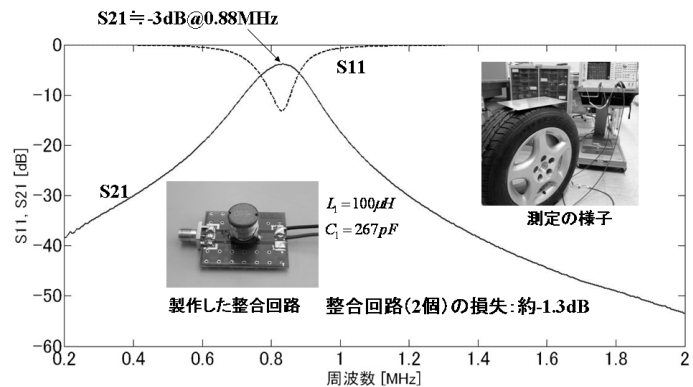 S21≒-3dB@0.88MHz
S11
S21
L1=100μH
C1=267pF
測定の様子
製作した整合回路
整合回路(2個)の損失:約-1.3dB
S11, S21 [dB]
0
-10
-20
-30
-40
-50
-60
0.2
0.4
0.6
0.8
1
1.2
1.4
1.6
1.8
2
周波数 [MHz]